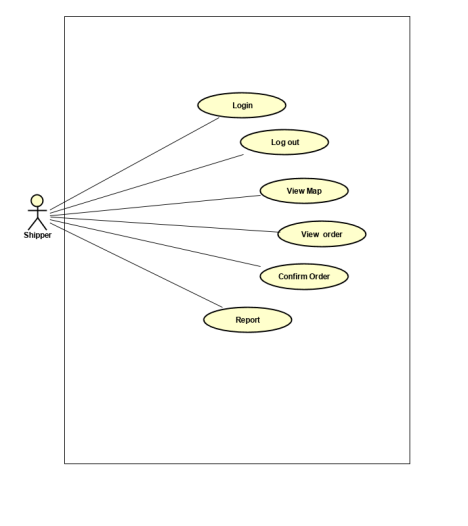 Login
Log out
View Map
Shipper
View order
Confirm Order
Report